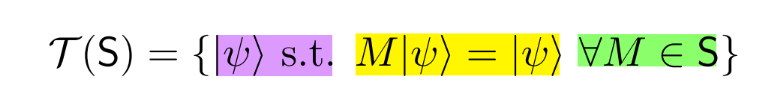 𝒯(S) = {|ψ⟩ s.t. M|ψ⟩ = |ψ⟩ ∀M ∈ S}